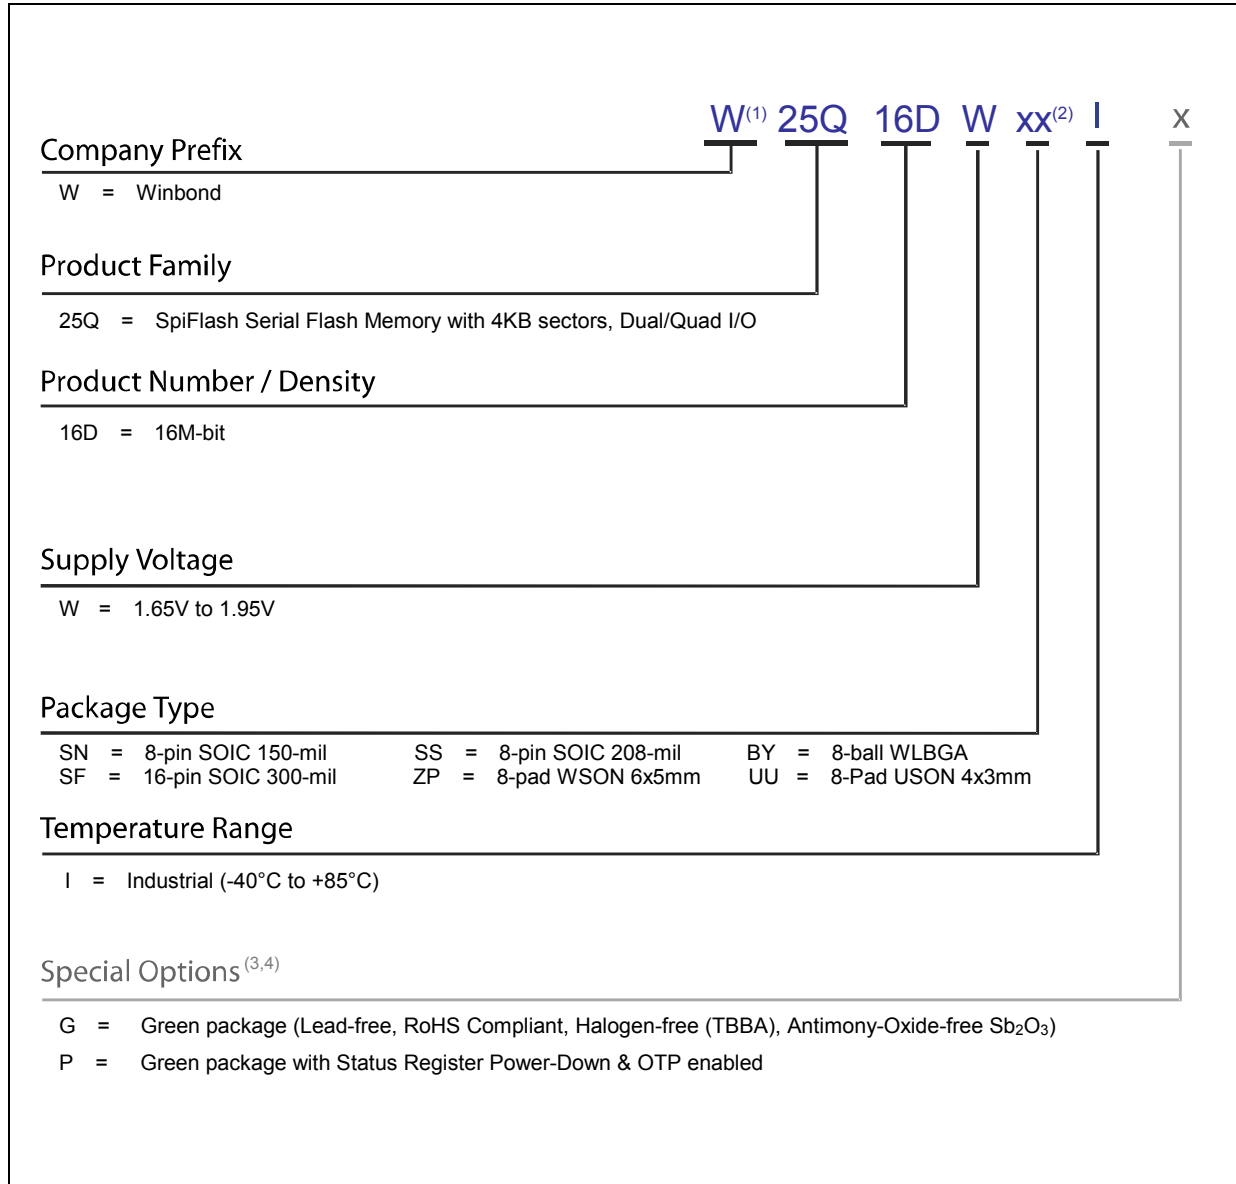 W(1) 25Q 16D W xx(2) I x
Company Prefix
W = Winbond
Product Family
25Q = SpiFlash Serial Flash Memory with 4KB sectors, Dual/Quad I/O
Product Number / Density
16D = 16M-bit
Supply Voltage
W = 1.65V to 1.95V
Package Type
SN = 8-pin SOIC 150-mil SS = 8-pin SOIC 208-mil BY = 8-ball WLBGA
SF = 16-pin SOIC 300-mil ZP = 8-pad WSON 6x5mm UU = 8-Pad USON 4x3mm
Temperature Range
I = Industrial (-40°C to +85°C)
Special Options (3,4)
G = Green package (Lead-free, RoHS Compliant, Halogen-free (TBBA), Antimony-Oxide-free Sb₂O₃)
P = Green package with Status Register Power-Down & OTP enabled